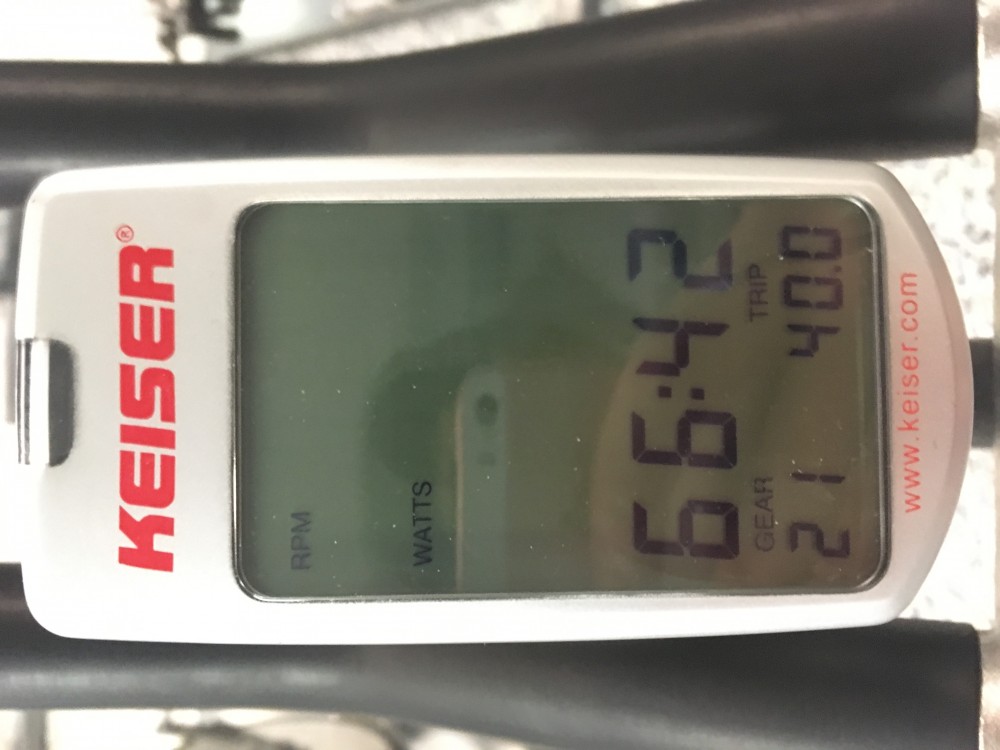 KEISER®
RPM
WATTS
66:42
GEAR TRIP
21 40.0
www.keiser.com